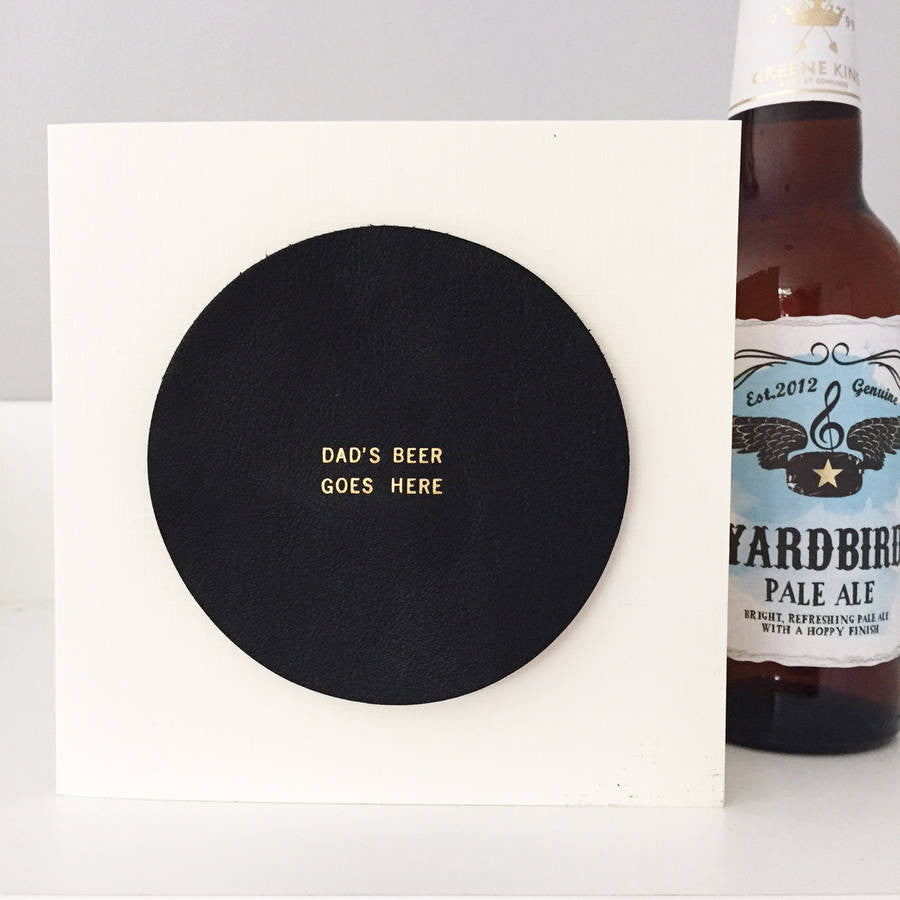 DAD'S BEER
GOES HERE
GREENE KING
Est.2012 Genuine
YARDBIRD
PALE ALE
BRIGHT, REFRESHING PALE ALE
WITH A HOPPY FINISH